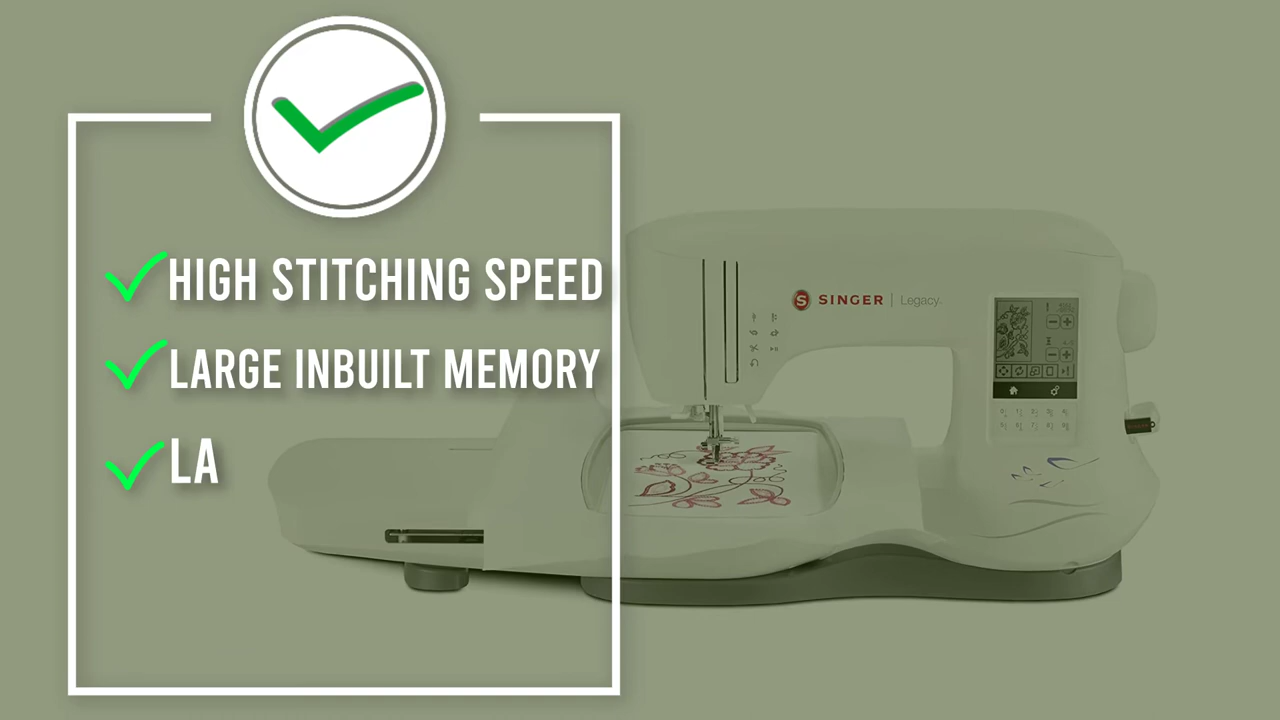 HIGH STITCHING SPEED
LARGE INBUILT MEMORY
LA
SINGER | Legacy